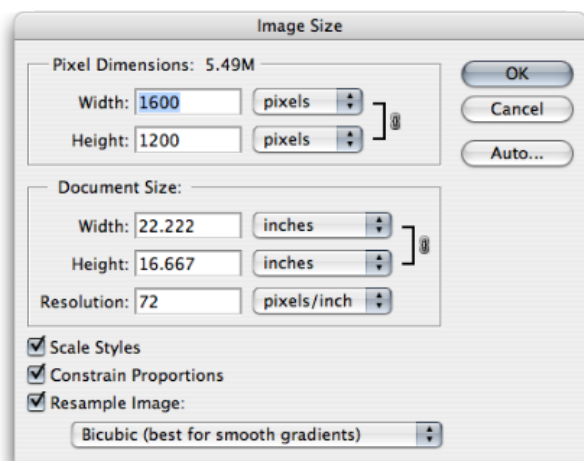 Image Size
Pixel Dimensions: 5.49M
Width: 1600 pixels
Height: 1200 pixels
OK
Cancel
Auto...
Document Size:
Width: 22.222 inches
Height: 16.667 inches
Resolution: 72 pixels/inch
Scale Styles
Constrain Proportions
Resample Image:
Bicubic (best for smooth gradients)